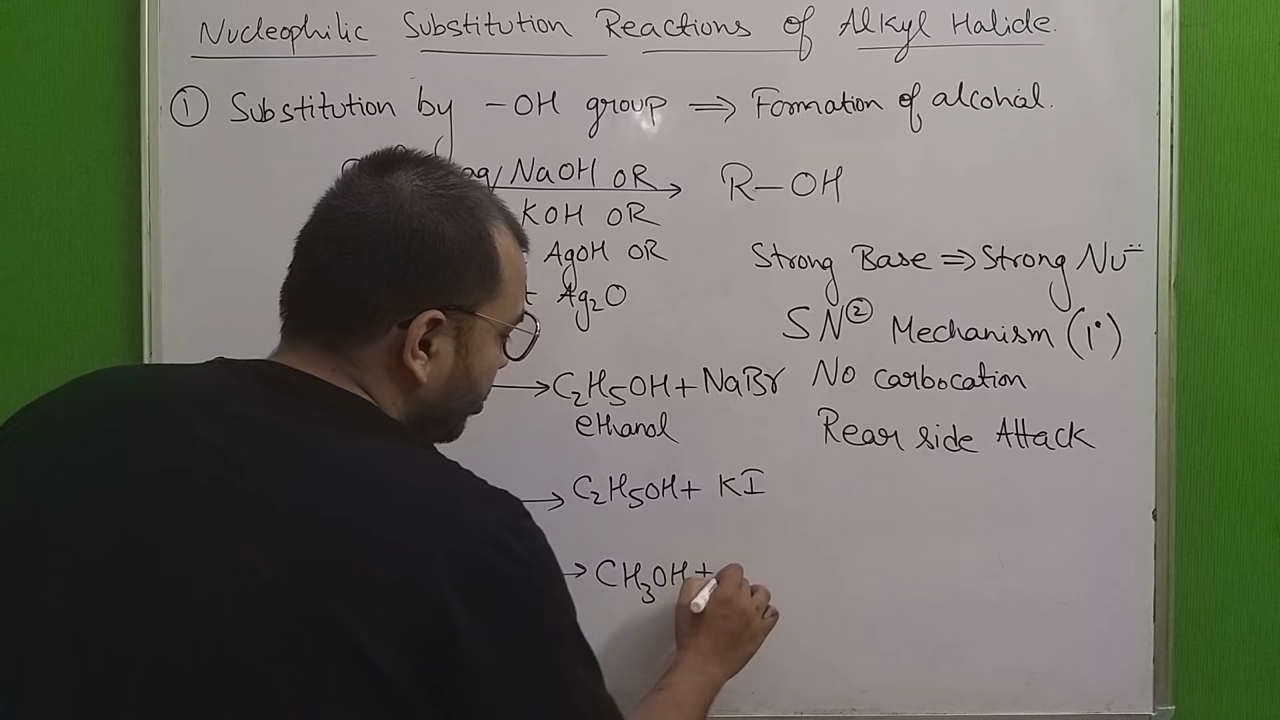 Nucleophilic Substitution Reactions of Alkyl Halide.
① Substitution by -OH group ⇒ Formation of alcohal.
aq/NaOH OR → R-OH
KOH OR
AgOH OR
Ag₂O
Strong Base ⇒ Strong Nu⁻
SN② Mechanism (1°)
→ C₂H₅OH + NaBr
ethanol
No carbocation
Rear side Attack
→ C₂H₅OH + KI
→ CH₃OH +